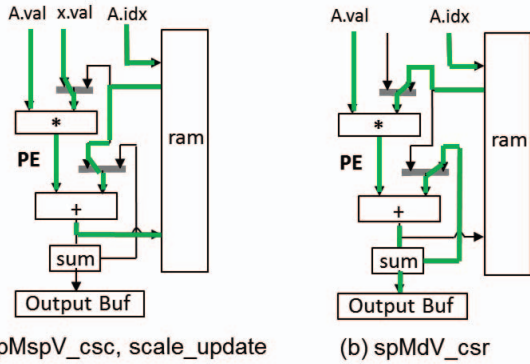 A.val x.val A.idx
*
ram
PE
+
sum
Output Buf
pMspV_csc, scale_update
A.val A.idx
*
ram
PE
+
sum
Output Buf
(b) spMdV_csr